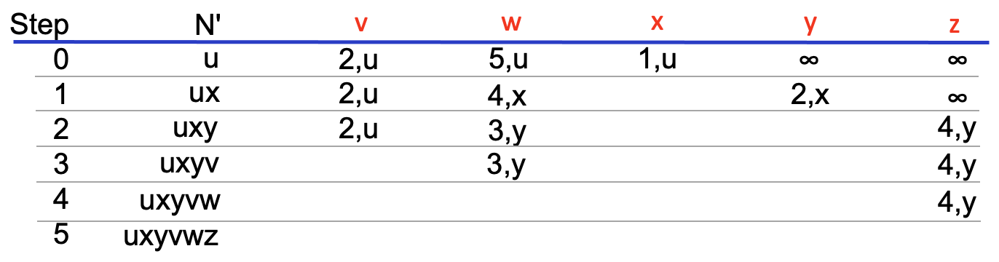 Step N' v w x y z
0 u 2,u 5,u 1,u ∞ ∞
1 ux 2,u 4,x 2,x ∞
2 uxy 2,u 3,y 4,y
3 uxyv 3,y 4,y
4 uxyvw 4,y
5 uxyvwz